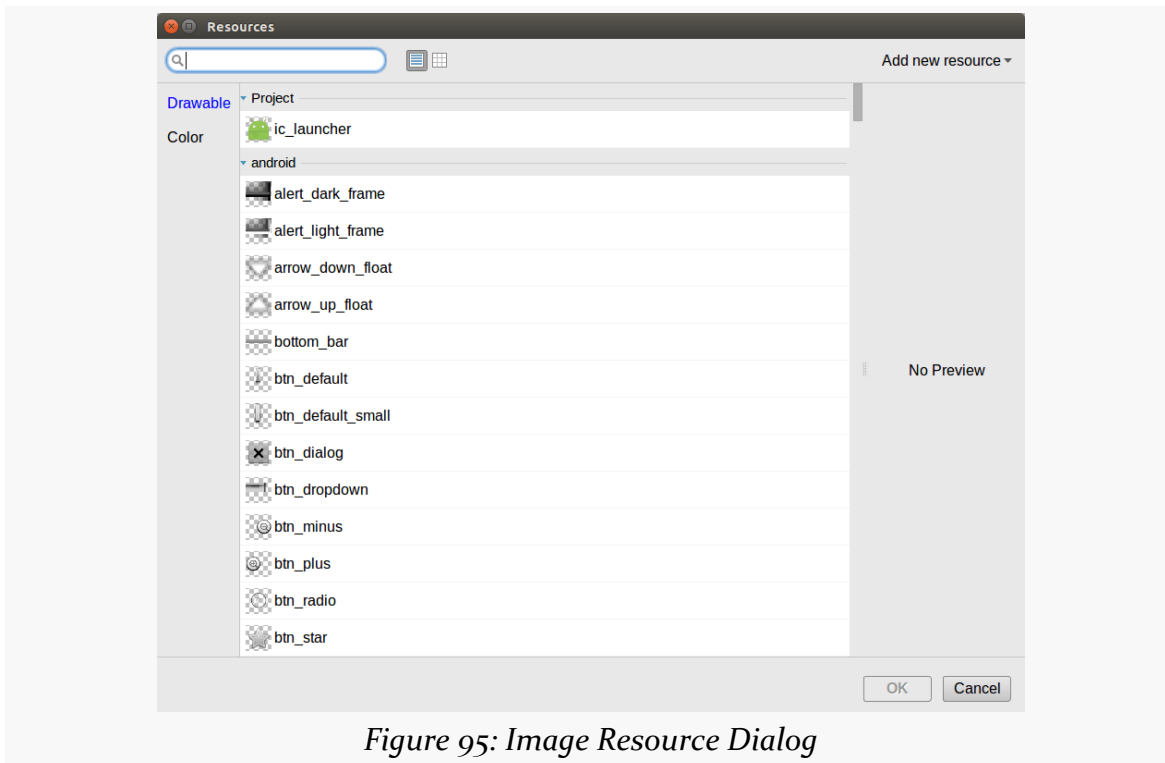 Resources
Add new resource
Drawable
Color
Project
ic_launcher
android
alert_dark_frame
alert_light_frame
arrow_down_float
arrow_up_float
bottom_bar
btn_default
btn_default_small
btn_dialog
btn_dropdown
btn_minus
btn_plus
btn_radio
btn_star
No Preview
OK
Cancel
Figure 95: Image Resource Dialog